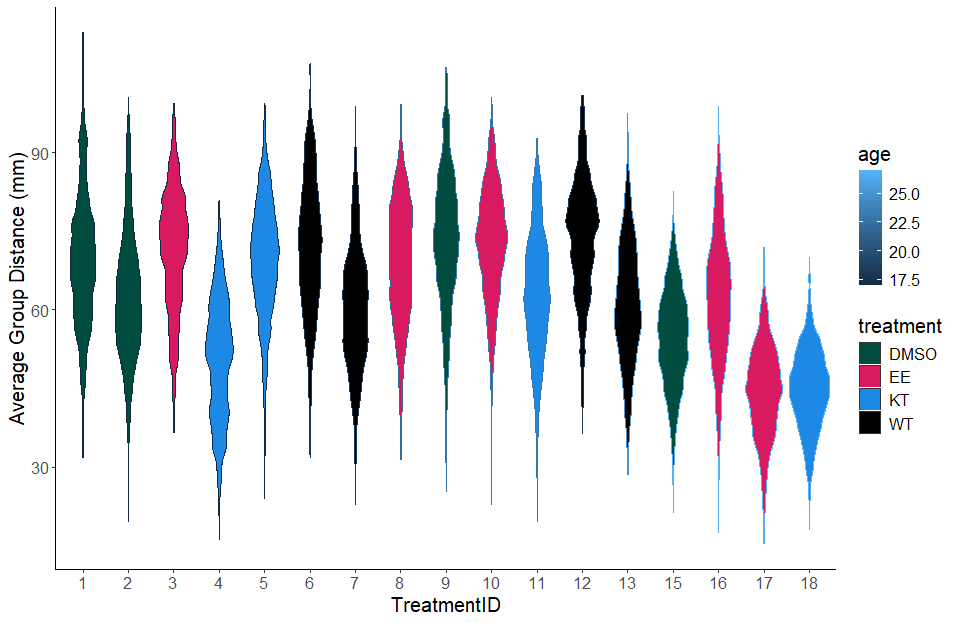 Average Group Distance (mm)
90
60
30
1 2 3 4 5 6 7 8 9 10 11 12 13 15 16 17 18
TreatmentID
age
25.0
22.5
20.0
17.5
treatment
DMSO
EE
KT
WT